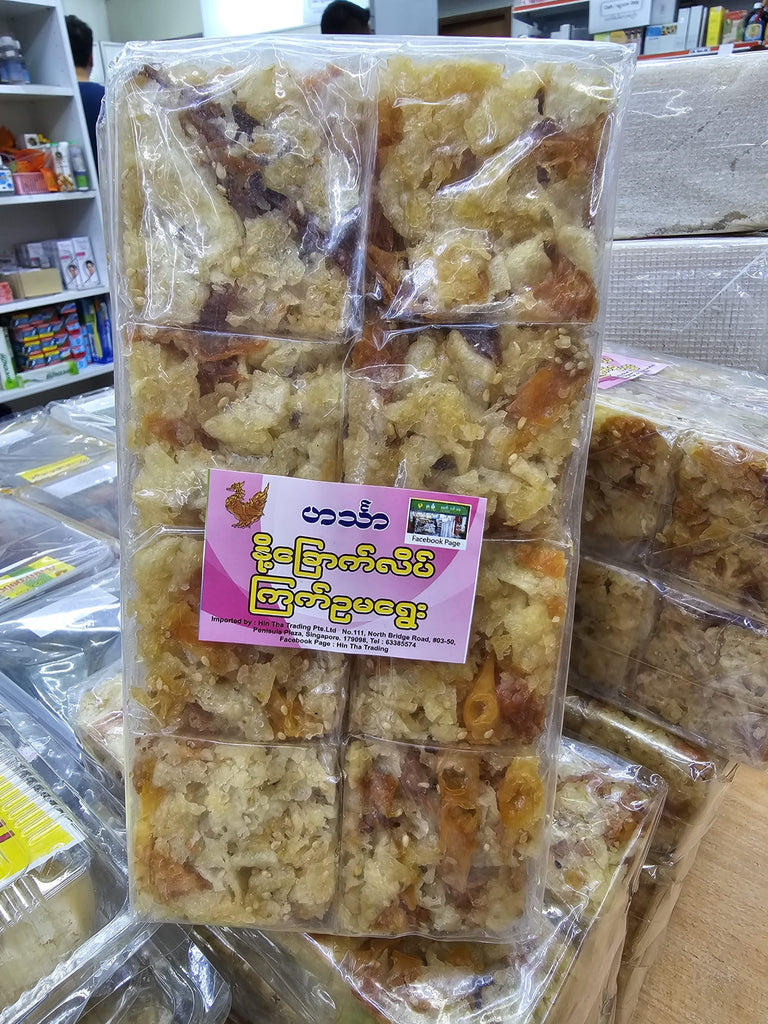 ဟင်္သာ
Facebook Page
နို့ခြောက်လိပ်
ကြက်ဥမရွေး
Imported by : Hin Tha Trading Pte.Ltd No.111, North Bridge Road, #03-50,
Penisula Plaza, Singapore, 179098, Tel : 63385574
Facebook Page : Hin Tha Trading